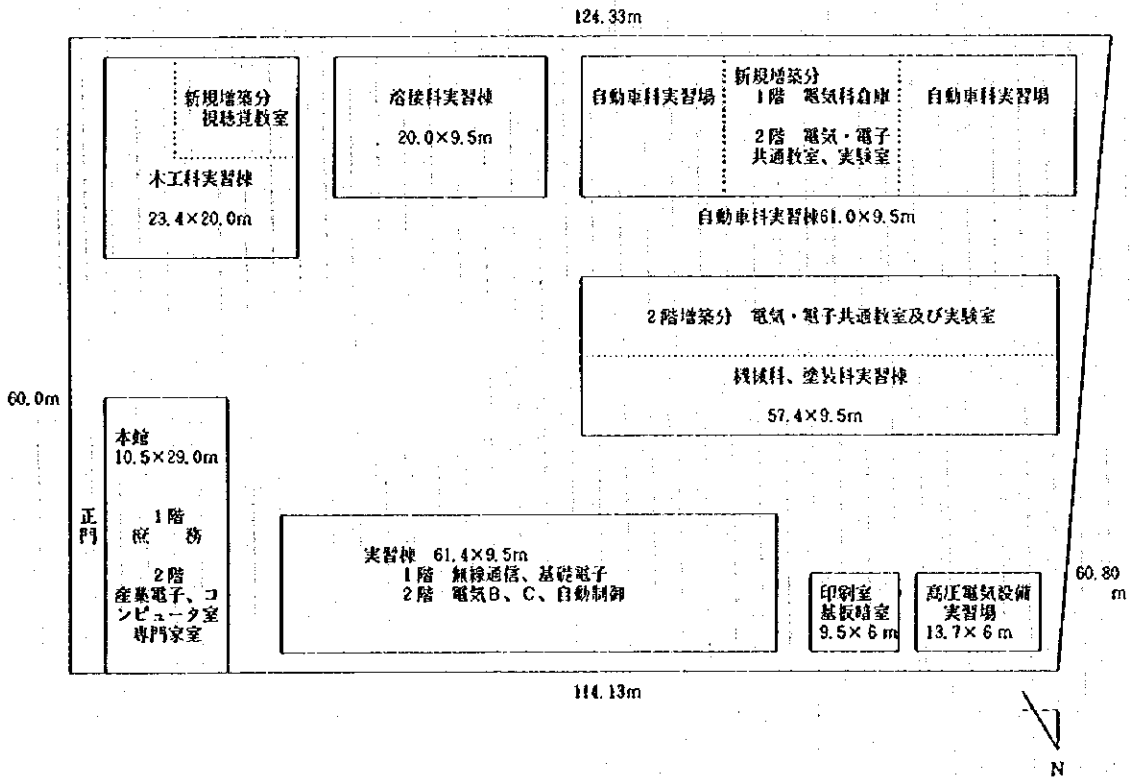 124.33m
新規増築分
視聴覚教室
木工科実習棟
23.4×20.0m
溶接科実習棟
20.0×9.5m
自動車科実習場
新規増築分
1階 電気科倉庫
2階 電気・電子
共通教室、実験室
自動車科実習場
自動車科実習棟61.0×9.5m
2階増築分 電気・電子共通教室及び実験室
機械科、塗装科実習棟
57.4×9.5m
60.0m
本館
10.5×29.0m
正門
1階
庶務
2階
産業電子、コ
ンピュータ室
専門家室
実習棟 61.4×9.5m
1階 無線通信、基礎電子
2階 電気B、C、自動制御
印刷室
基板暗室
9.5×6m
高圧電気設備
実習場
13.7×6m
60.80
m
114.13m
N